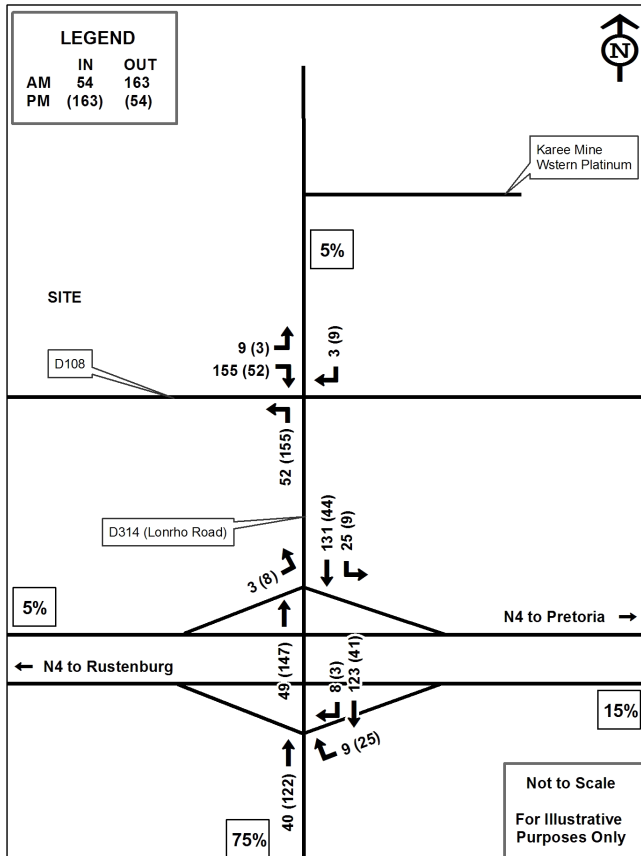 LEGEND
IN OUT
AM 54 163
PM (163) (54)
N
Karee Mine
Wstern Platinum
5%
SITE
9 (3)
3 (9)
155 (52)
D108
52 (155)
D314 (Lonrho Road)
131 (44)
25 (9)
3 (8)
5%
N4 to Pretoria
N4 to Rustenburg
49 (147)
8 (3)
123 (41)
15%
9 (25)
40 (122)
75%
Not to Scale
For Illustrative
Purposes Only